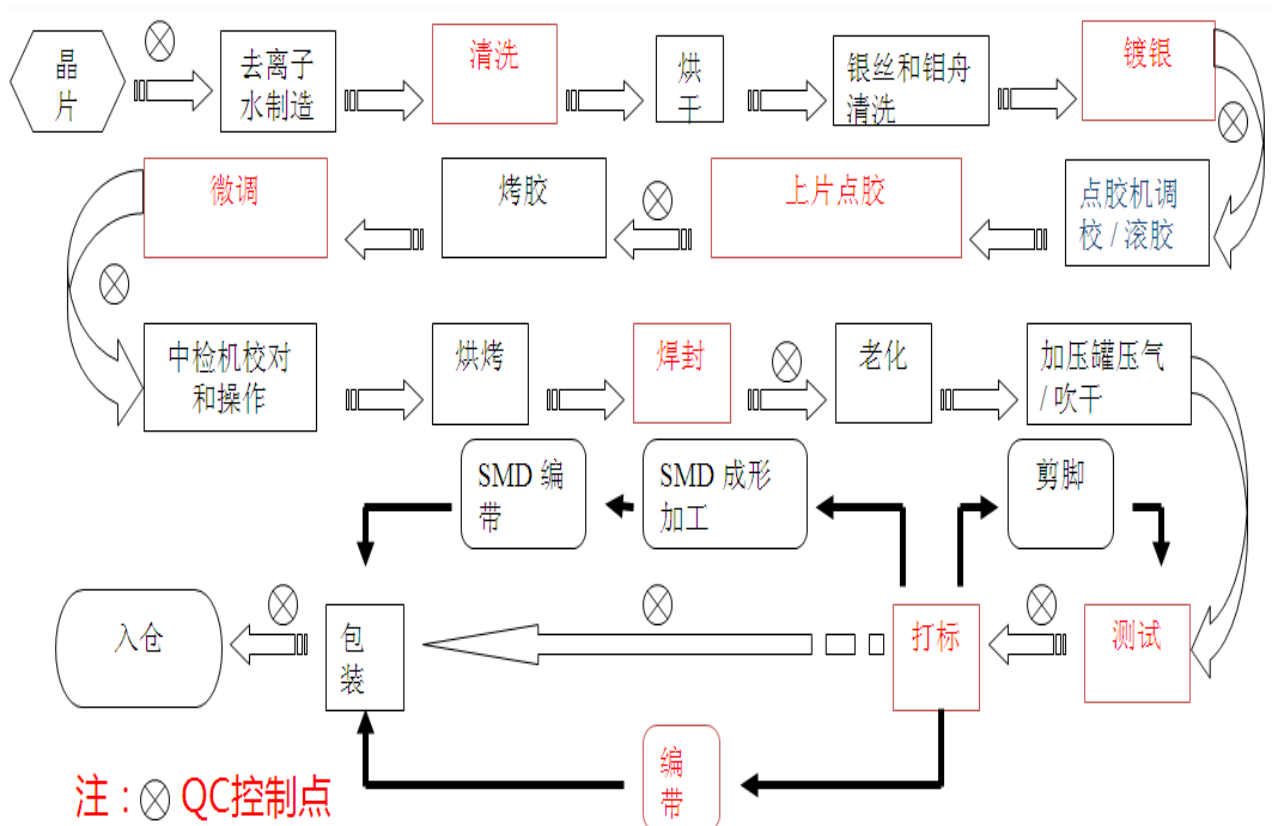 晶
片
去离子
水制造
清洗
烘
干
银丝和钼舟
清洗
镀银
微调
烤胶
上片点胶
点胶机调
校 / 滚胶
中检机校对
和操作
烘烤
焊封
老化
加压罐压气
/ 吹干
SMD 编
带
SMD 成形
加工
剪脚
入仓
包
装
打标
测试
编
带
注：⊗ QC控制点